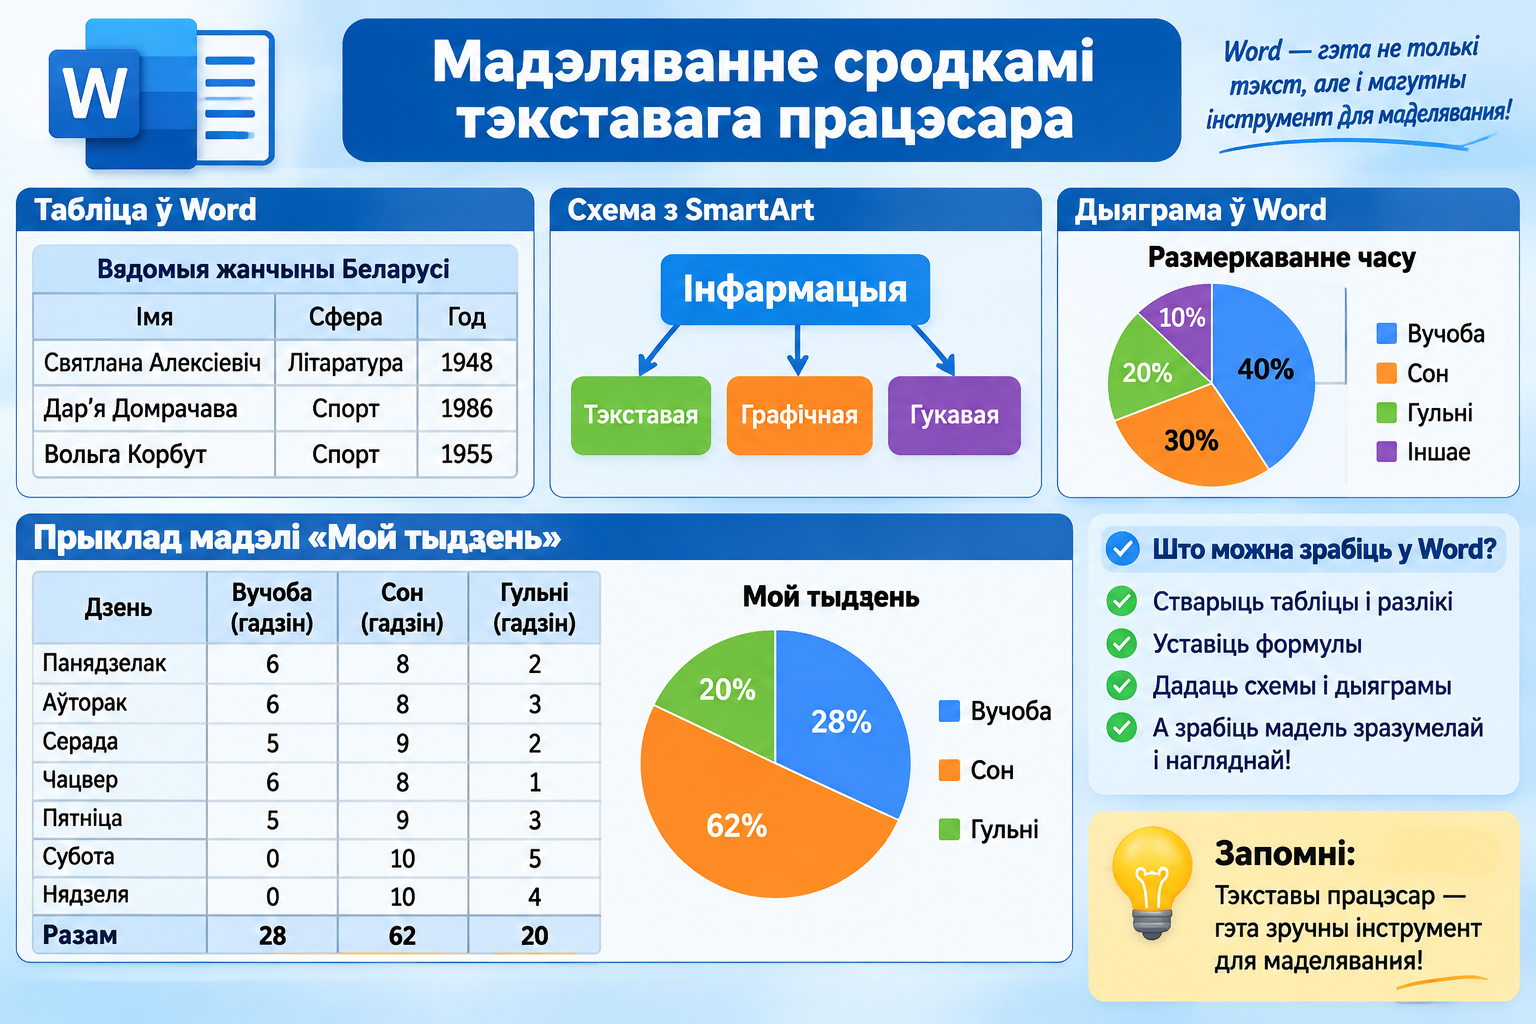 W
Мадэляванне сродкамі
тэкставага працэсара
Word — гэта не толькі
тэкст, але і магутны
інструмент для маделявания!
Табліца ў Word
Вядомыя жанчыны Беларусі
Імя Сфера Год
Святлана Алексіевіч Літаратура 1948
Дар'я Домрачава Спорт 1986
Вольга Корбут Спорт 1955
Схема з SmartArt
Інфармацыя
Тэкставая Графічная Гукавая
Дыяграма ў Word
Размеркаванне часу
10%
40%
20%
30%
Вучоба
Сон
Гульні
Іншае
Прыклад мадэлі «Мой тыдзень»
Дзень Вучоба (гадзін) Сон (гадзін) Гульні (гадзін)
Панядзелак 6 8 2
Аўторак 6 8 3
Серада 5 9 2
Чацвер 6 8 1
Пятніца 5 9 3
Субота 0 10 5
Нядзеля 0 10 4
Разам 28 62 20
Мой тыдзень
20%
28%
62%
Вучоба
Сон
Гульні
Што можна зрабіць у Word?
Стварыць табліцы і разлікі
Уставіць формулы
Дадаць схемы і дыяграмы
А зрабіць мадель зразумелай
і нагляднай!
Запомні:
Тэкставы працэсар —
гэта зручны інструмент
для маделявания!